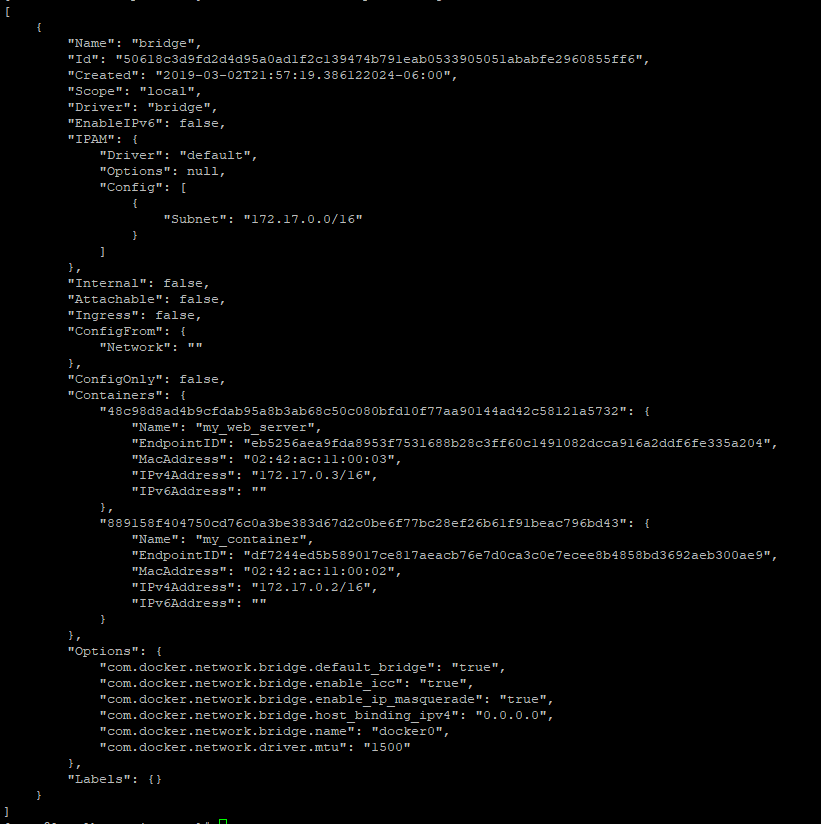 [
    {
        "Name": "bridge",
        "Id": "50618c3d9fd2d4d95a0ad1f2c139474b791eab0533905051ababfe2960855ff6",
        "Created": "2019-03-02T21:57:19.386122024-06:00",
        "Scope": "local",
        "Driver": "bridge",
        "EnableIPv6": false,
        "IPAM": {
            "Driver": "default",
            "Options": null,
            "Config": [
                {
                    "Subnet": "172.17.0.0/16"
                }
            ]
        },
        "Internal": false,
        "Attachable": false,
        "Ingress": false,
        "ConfigFrom": {
            "Network": ""
        },
        "ConfigOnly": false,
        "Containers": {
            "48c98d8ad4b9cfdab95a8b3ab68c50c080bfd10f77aa90144ad42c58121a5732": {
                "Name": "my_web_server",
                "EndpointID": "eb5256aea9fda8953f7531688b28c3ff60c1491082dcca916a2ddf6fe335a204",
                "MacAddress": "02:42:ac:11:00:03",
                "IPv4Address": "172.17.0.3/16",
                "IPv6Address": ""
            },
            "889158f404750cd76c0a3be383d67d2c0be6f77bc28ef26b61f91beac796bd43": {
                "Name": "my_container",
                "EndpointID": "df7244ed5b589017ce817aeacb76e7d0ca3c0e7ecee8b4858bd3692aeb300ae9",
                "MacAddress": "02:42:ac:11:00:02",
                "IPv4Address": "172.17.0.2/16",
                "IPv6Address": ""
            }
        },
        "Options": {
            "com.docker.network.bridge.default_bridge": "true",
            "com.docker.network.bridge.enable_icc": "true",
            "com.docker.network.bridge.enable_ip_masquerade": "true",
            "com.docker.network.bridge.host_binding_ipv4": "0.0.0.0",
            "com.docker.network.bridge.name": "docker0",
            "com.docker.network.driver.mtu": "1500"
        },
        "Labels": {}
    }
]